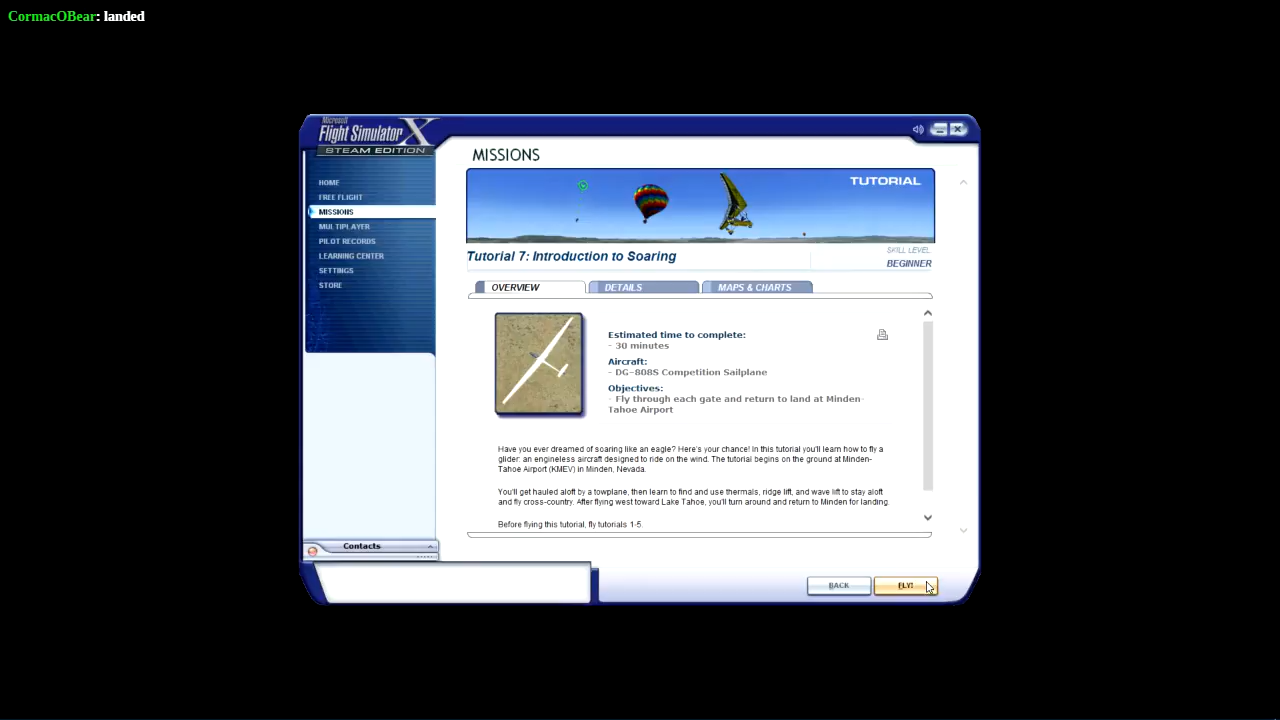 CormacOBear: landed
Microsoft
Flight Simulator X
STEAM EDITION
HOME
FREE FLIGHT
MISSIONS
MULTIPLAYER
PILOT RECORDS
LEARNING CENTER
SETTINGS
STORE
Contacts
MISSIONS
TUTORIAL
Tutorial 7: Introduction to Soaring
SKILL LEVEL
BEGINNER
OVERVIEW
DETAILS
MAPS & CHARTS
Estimated time to complete:
- 30 minutes
Aircraft:
- DG-808S Competition Sailplane
Objectives:
- Fly through each gate and return to land at Minden-
Tahoe Airport
Have you ever dreamed of soaring like an eagle? Here's your chance! In this tutorial you'll learn how to fly a
glider: an engineless aircraft designed to ride on the wind. The tutorial begins on the ground at Minden-
Tahoe Airport (KMEV) in Minden, Nevada.
You'll get hauled aloft by a towplane, then learn to find and use thermals, ridge lift, and wave lift to stay aloft
and fly cross-country. After flying west toward Lake Tahoe, you'll turn around and return to Minden for landing.
Before flying this tutorial, fly tutorials 1-5.
BACK
FLY!